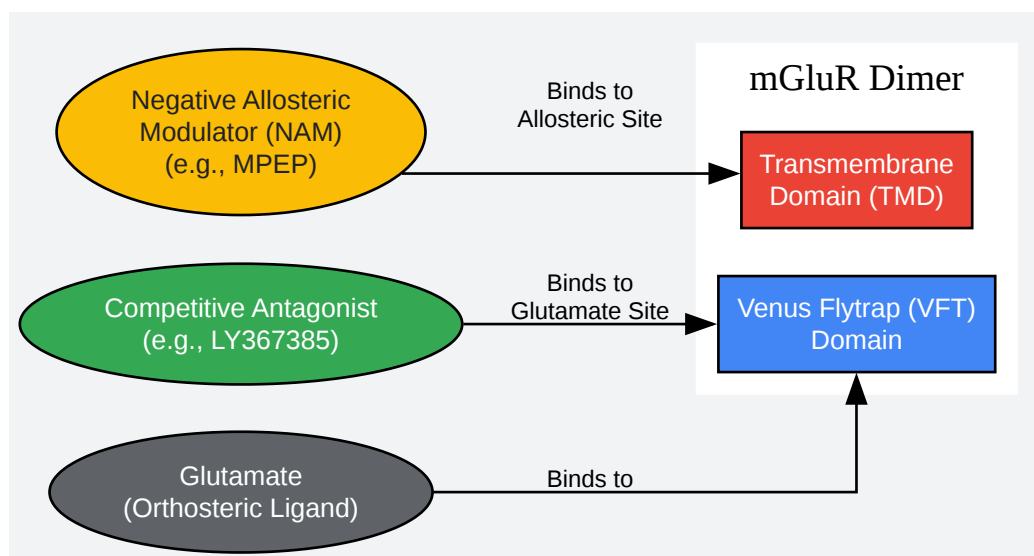 Negative Allosteric
Modulator (NAM)
(e.g., MPEP)
Binds to
Allosteric Site
mGluR Dimer
Transmembrane
Domain (TMD)
Competitive Antagonist
(e.g., LY367385)
Binds to
Glutamate Site
Venus Flytrap (VFT)
Domain
Glutamate
(Orthosteric Ligand)
Binds to